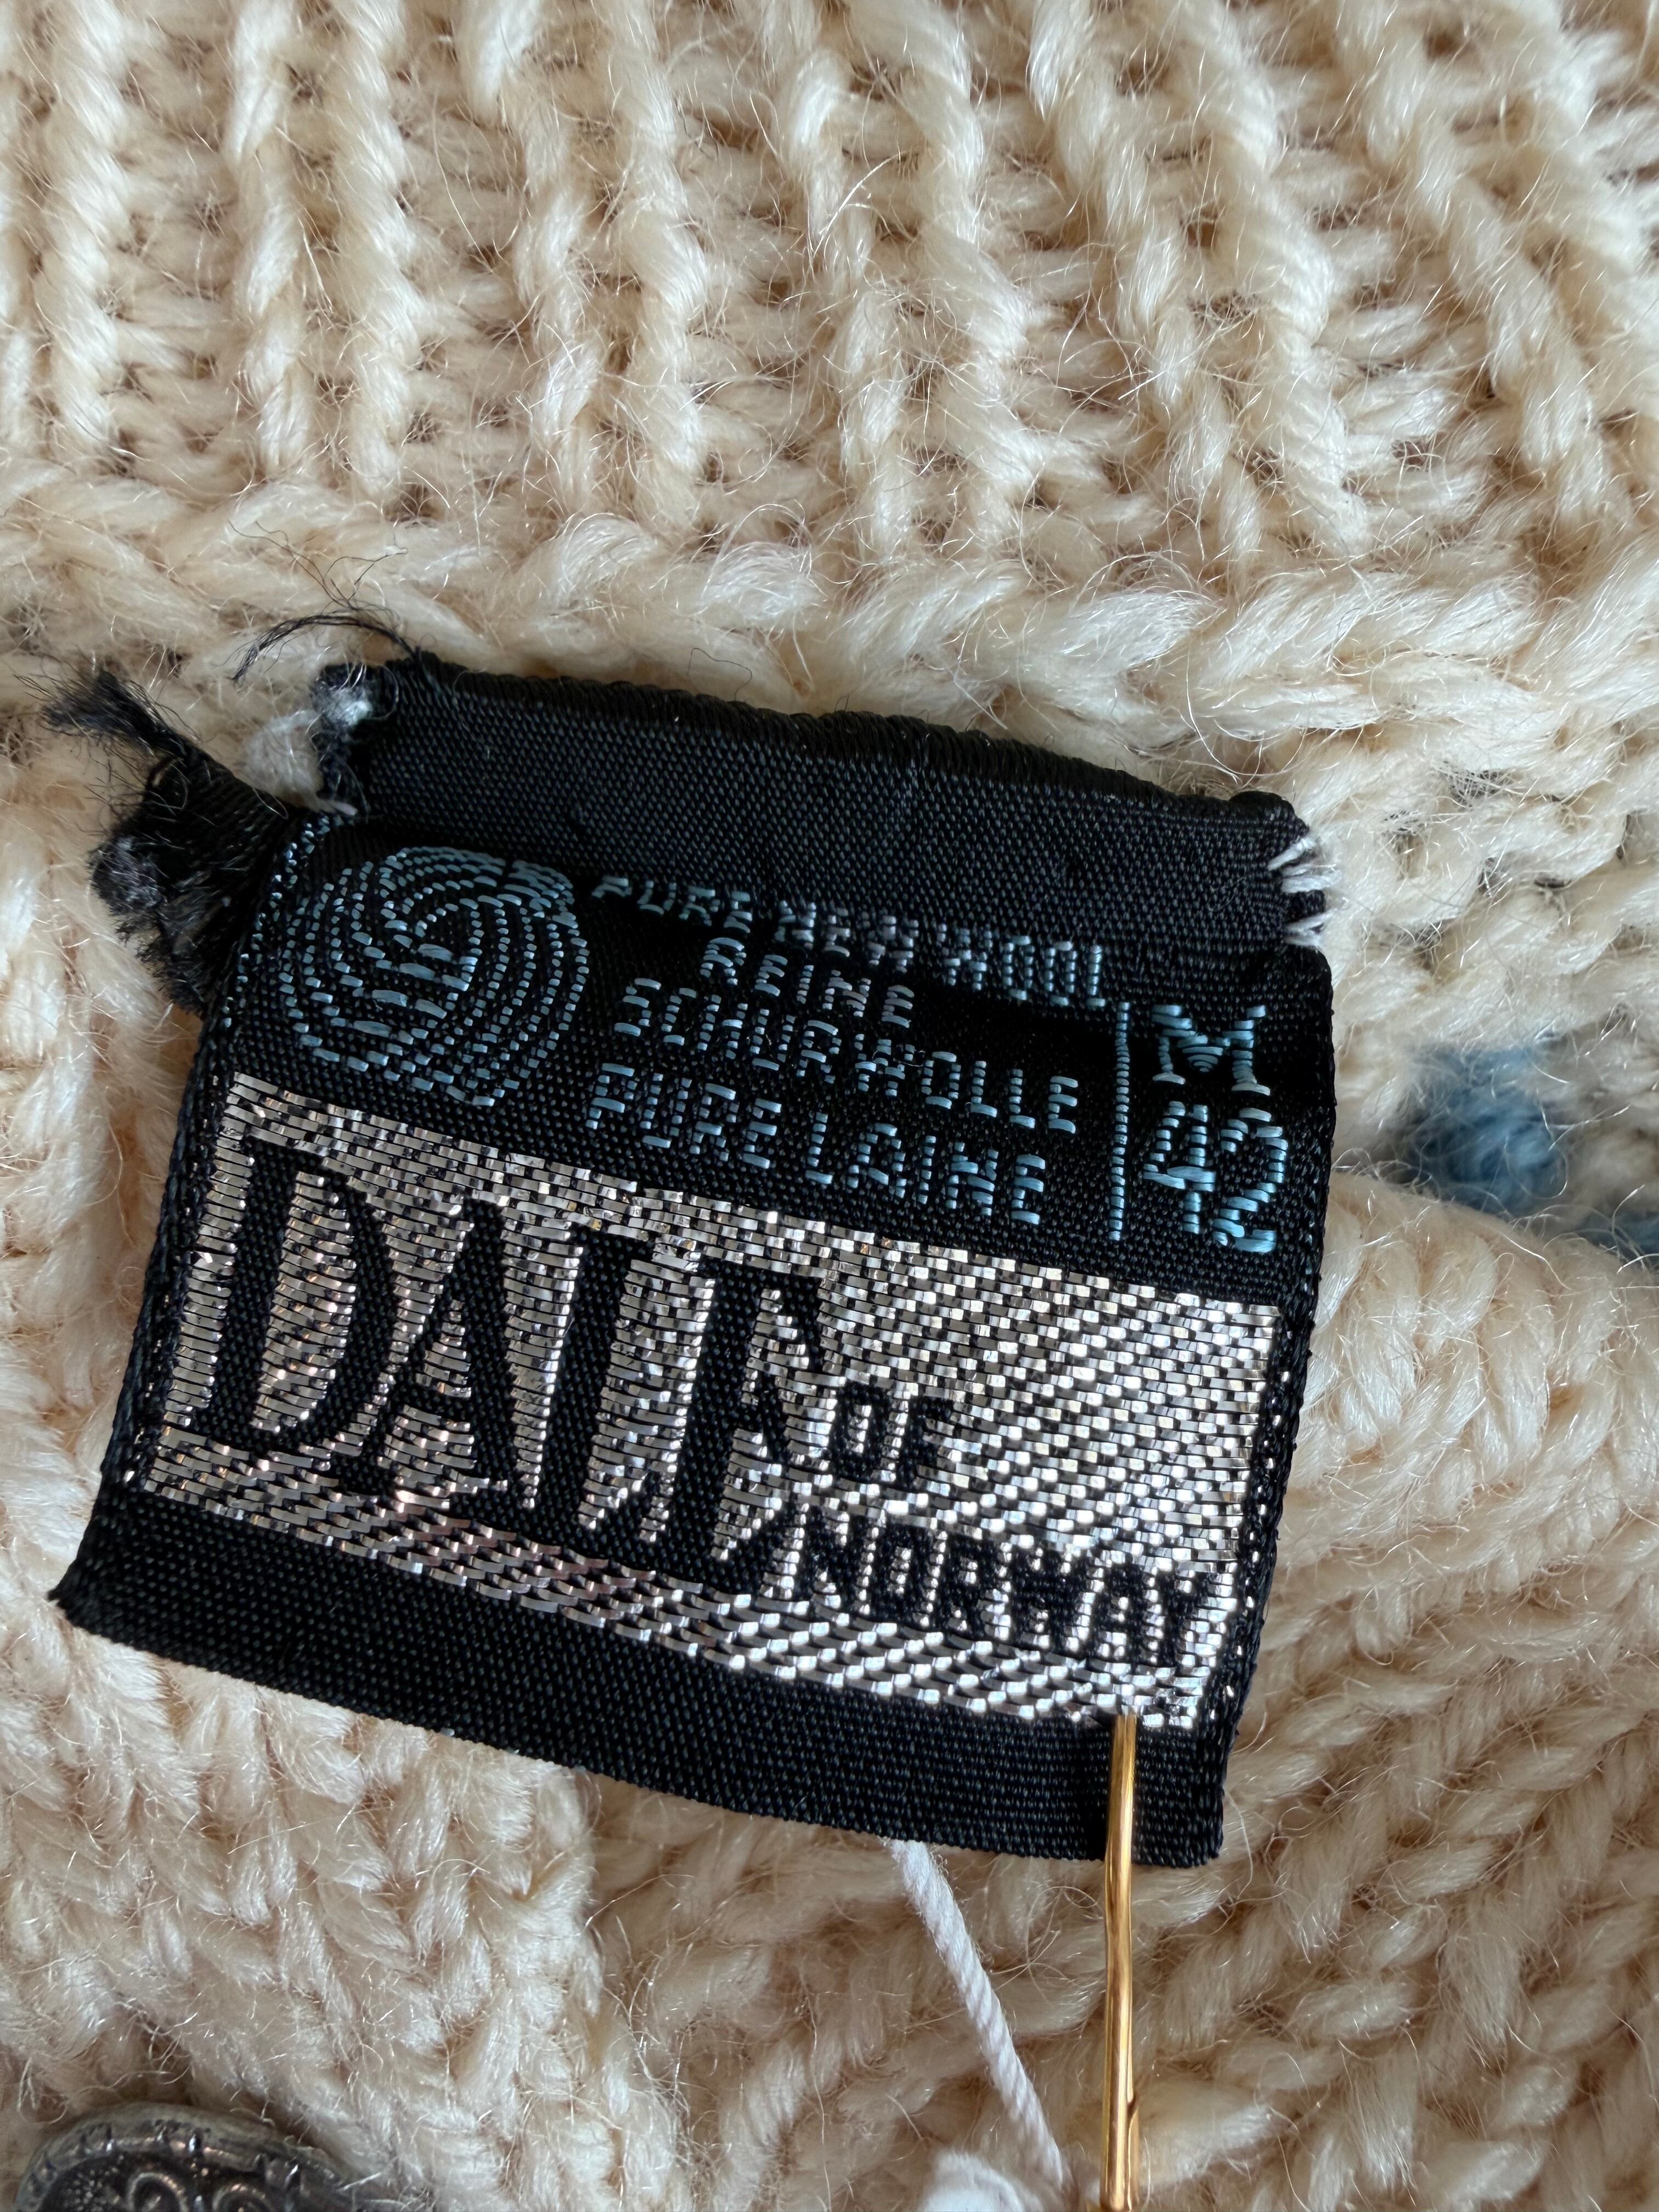 PURE NEW WOOL
REINE
SCHURWOLLE
PURE LAINE
M
42
DALE OF
NORWAY